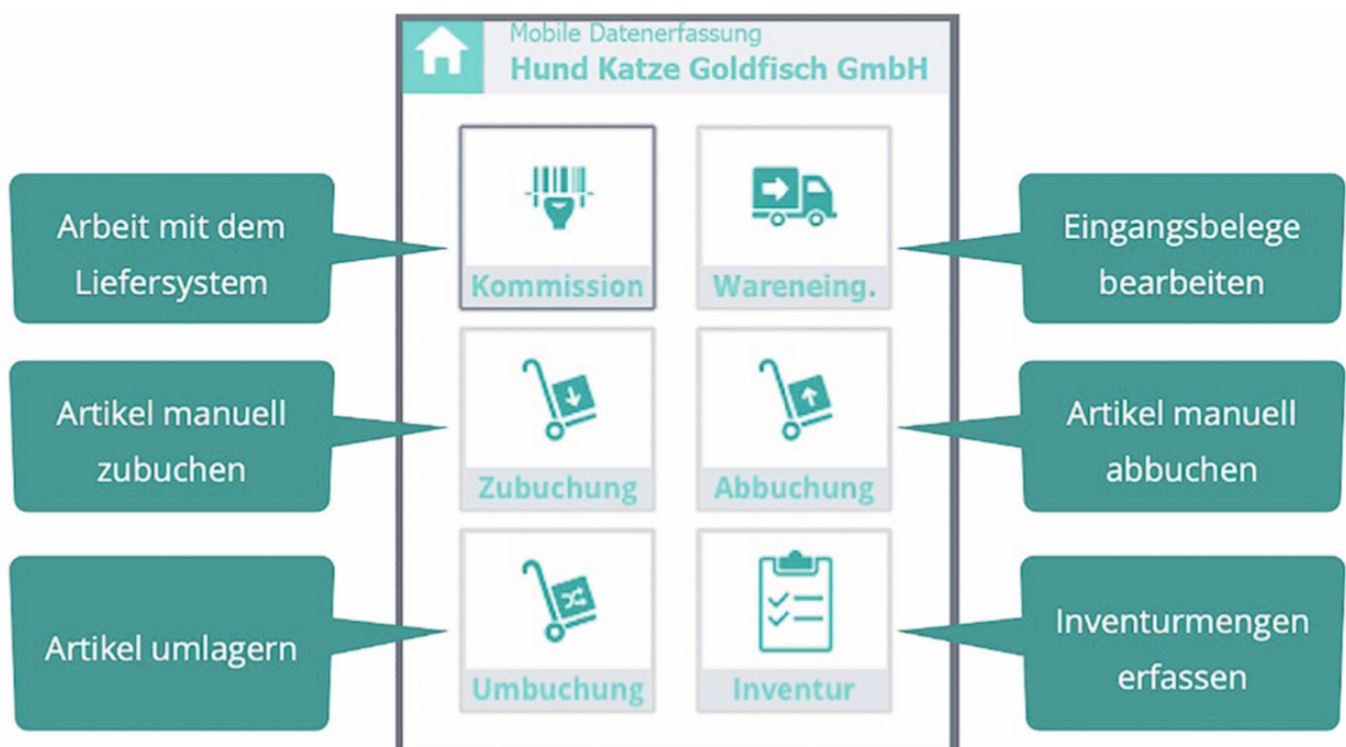 Mobile Datenerfassung
Hund Katze Goldfisch GmbH
Arbeit mit dem
Liefersystem
Kommission
Wareneing.
Eingangsbelege
bearbeiten
Artikel manuell
zubuchen
Zubuchung
Abbuchung
Artikel manuell
abbuchen
Artikel umlagern
Umbuchung
Inventur
Inventurmengen
erfassen